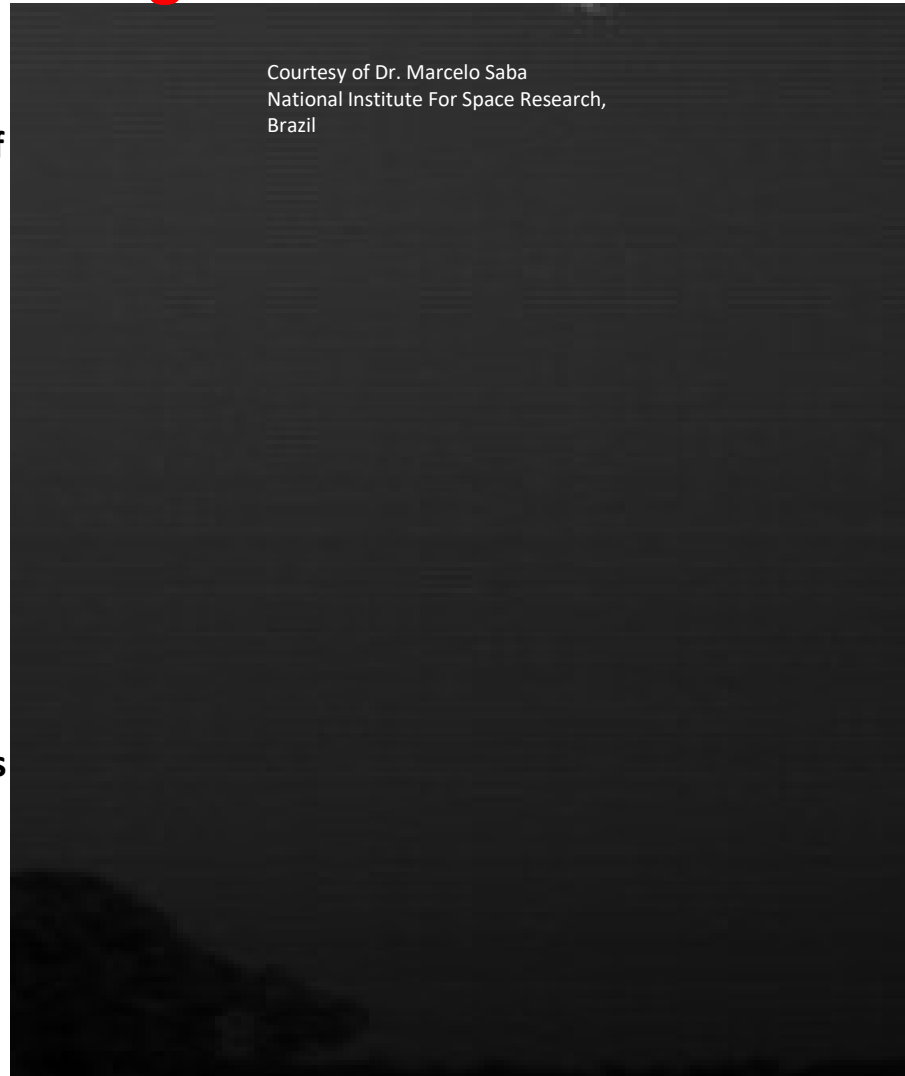 Courtesy of Dr. Marcelo Saba
National Institute For Space Research,
Brazil